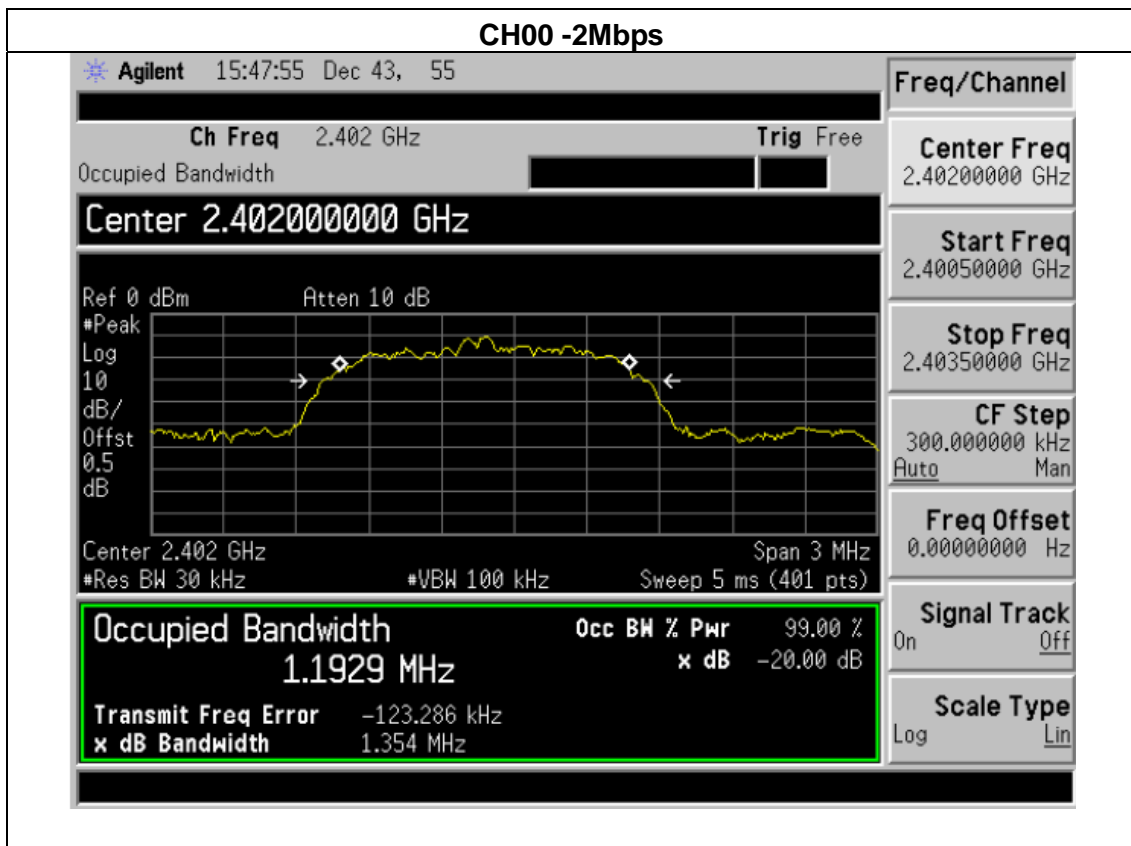 CH00 -2Mbps
Agilent 15:47:55 Dec 43, 55
Ch Freq 2.402 GHz Trig Free
Occupied Bandwidth
Center 2.402000000 GHz
Ref 0 dBm Atten 10 dB
#Peak
Log
10
dB/
Offst
0.5
dB
Center 2.402 GHz Span 3 MHz
#Res BW 30 kHz #VBW 100 kHz Sweep 5 ms (401 pts)
Occupied Bandwidth Occ BW % Pwr 99.00 %
1.1929 MHz x dB -20.00 dB
Transmit Freq Error -123.286 kHz
x dB Bandwidth 1.354 MHz
Freq/Channel
Center Freq
2.40200000 GHz
Start Freq
2.40050000 GHz
Stop Freq
2.40350000 GHz
CF Step
300.000000 kHz
Auto Man
Freq Offset
0.00000000 Hz
Signal Track
On Off
Scale Type
Log Lin